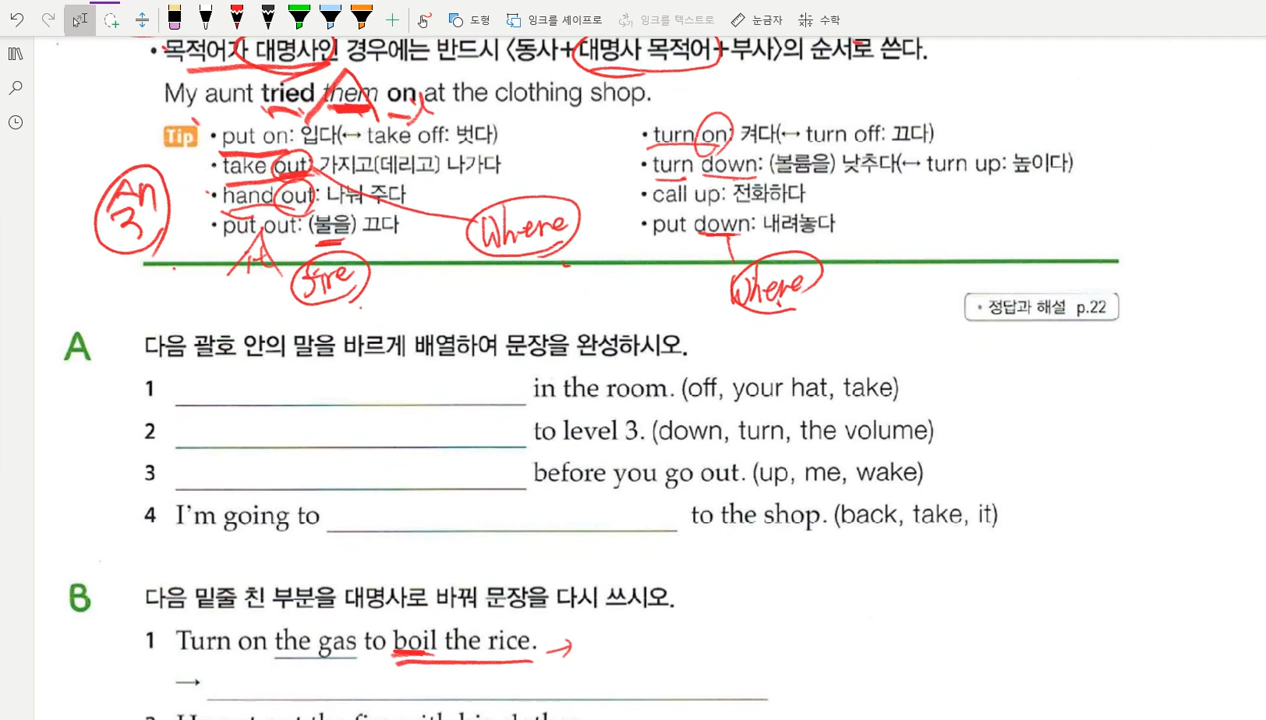 도형 잉크를 셰이프로 잉크를 텍스트로 눈금자 수학
• 목적어가 대명사인 경우에는 반드시 〈동사+대명사 목적어+부사〉의 순서로 쓴다.
My aunt tried them on at the clothing shop.
Tip • put on: 입다(↔ take off: 벗다) • turn on: 켜다(↔ turn off: 끄다)
• take out: 가지고[데리고] 나가다 • turn down: (볼륨을) 낮추다(↔ turn up: 높이다)
An
3
• hand out: 나눠 주다 • call up: 전화하다
• put out: (불을) 끄다 Where • put down: 내려놓다
it fire Where
• 정답과 해설 p.22
A 다음 괄호 안의 말을 바르게 배열하여 문장을 완성하시오.
1 in the room. (off, your hat, take)
2 to level 3. (down, turn, the volume)
3 before you go out. (up, me, wake)
4 I'm going to to the shop. (back, take, it)
B 다음 밑줄 친 부분을 대명사로 바꿔 문장을 다시 쓰시오.
1 Turn on the gas to boil the rice. →
→